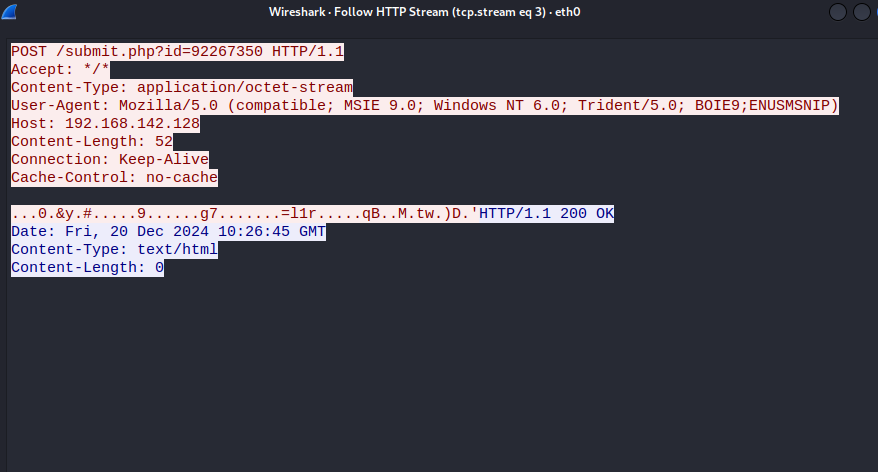 Wireshark · Follow HTTP Stream (tcp.stream eq 3) · eth0
POST /submit.php?id=92267350 HTTP/1.1
Accept: */*
Content-Type: application/octet-stream
User-Agent: Mozilla/5.0 (compatible; MSIE 9.0; Windows NT 6.0; Trident/5.0; BOIE9;ENUSMSNIP)
Host: 192.168.142.128
Content-Length: 52
Connection: Keep-Alive
Cache-Control: no-cache
...0.&y.#.....9......g7.......=l1r.....qB..M.tw.)D.'HTTP/1.1 200 OK
Date: Fri, 20 Dec 2024 10:26:45 GMT
Content-Type: text/html
Content-Length: 0